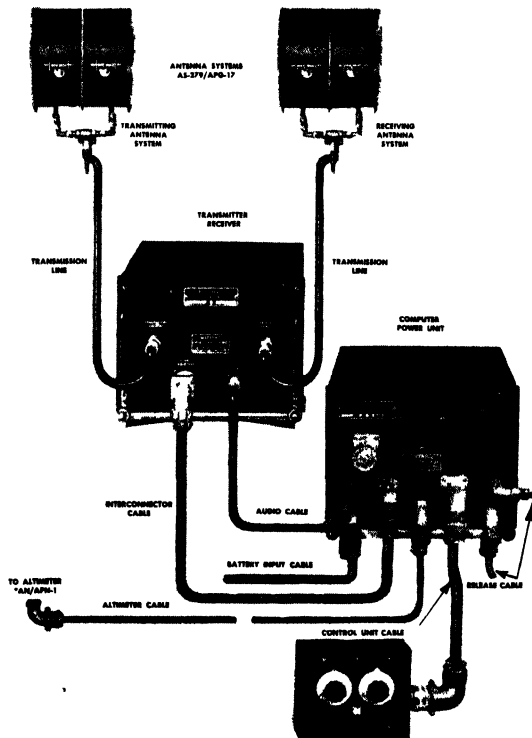 ANTENNA SYSTEMS
AS-279/APG-17
TRANSMITTING
ANTENNA
SYSTEM
RECEIVING
ANTENNA
SYSTEM
TRANSMITTER
RECEIVER
TRANSMISSION
LINE
TRANSMISSION
LINE
COMPUTER
POWER UNIT
INTERCONNECTOR
CABLE
AUDIO CABLE
BATTERY INPUT CABLE
RELEASE CABLE
TO ALTIMETER
"AN/APN-1
ALTIMETER CABLE
CONTROL UNIT CABLE